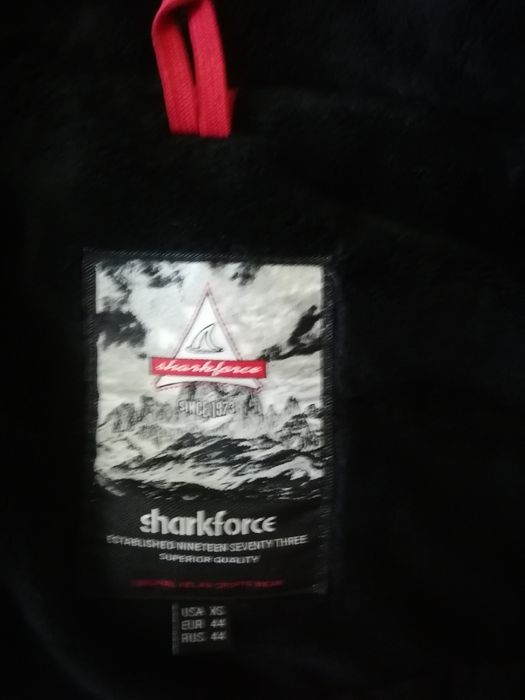 sharkforce
SINCE 1973
sharkforce
ESTABLISHED NINETEEN SEVENTY THREE
SUPERIOR QUALITY
USA XS
EUR 44
RUS 44